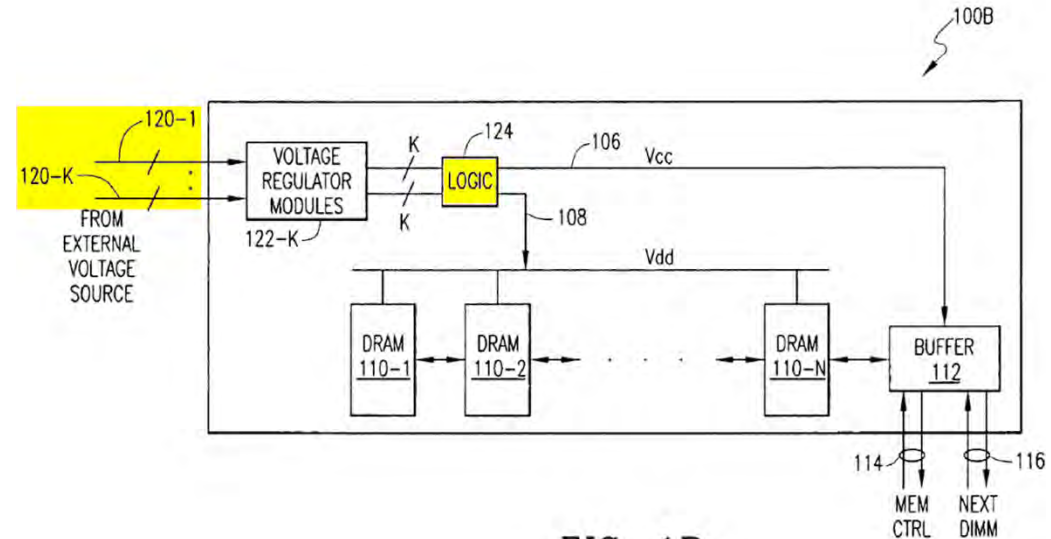 100B
120-1
120-K
FROM
EXTERNAL
VOLTAGE
SOURCE
VOLTAGE
REGULATOR
MODULES
122-K
K
K
124
LOGIC
106
Vcc
108
Vdd
DRAM
110-1
DRAM
110-2
DRAM
110-N
BUFFER
112
114
116
MEM
CTRL
NEXT
DIMM